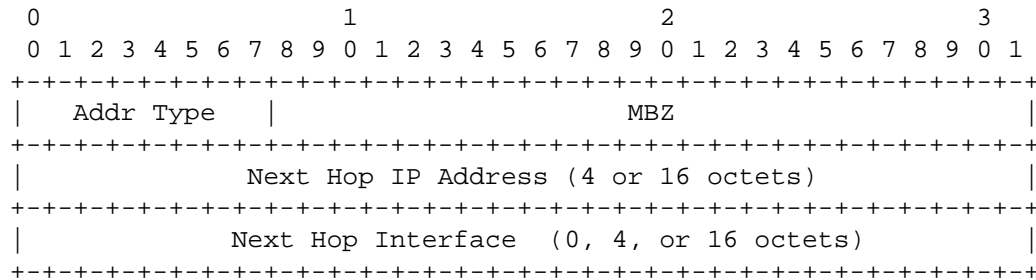 0                   1                   2                   3
 0 1 2 3 4 5 6 7 8 9 0 1 2 3 4 5 6 7 8 9 0 1 2 3 4 5 6 7 8 9 0 1
+-+-+-+-+-+-+-+-+-+-+-+-+-+-+-+-+-+-+-+-+-+-+-+-+-+-+-+-+-+-+-+-+
|   Addr Type   |                      MBZ                      |
+-+-+-+-+-+-+-+-+-+-+-+-+-+-+-+-+-+-+-+-+-+-+-+-+-+-+-+-+-+-+-+-+
|              Next Hop IP Address (4 or 16 octets)             |
+-+-+-+-+-+-+-+-+-+-+-+-+-+-+-+-+-+-+-+-+-+-+-+-+-+-+-+-+-+-+-+-+
|             Next Hop Interface  (0, 4, or 16 octets)          |
+-+-+-+-+-+-+-+-+-+-+-+-+-+-+-+-+-+-+-+-+-+-+-+-+-+-+-+-+-+-+-+-+